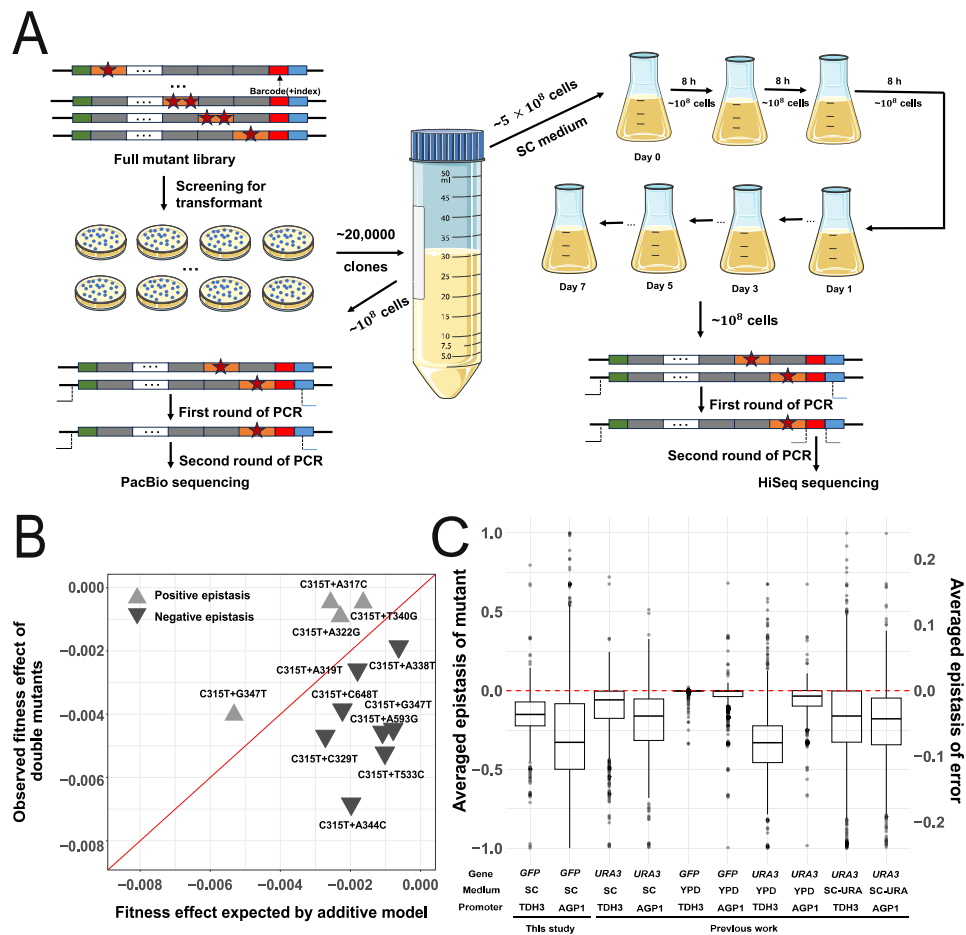 A
...
...
Barcode(+index)
Full mutant library
Screening for
transformant
...
~20,0000
clones
~10⁸ cells
50
ml
45
40
35
30
25
20
15
10
7.5
5.0
~5 × 10⁸ cells
SC medium
8 h
~10⁸ cells
8 h
~10⁸ cells
8 h
~10⁸ cells
Day 0
...
...
...
Day 7
Day 5
Day 3
Day 1
~10⁸ cells
...
First round of PCR
...
Second round of PCR
PacBio sequencing
...
First round of PCR
...
Second round of PCR
HiSeq sequencing
B
Observed fitness effect of
double mutants
0.000
−0.002
−0.004
−0.006
−0.008
Positive epistasis
Negative epistasis
C315T+A317C
C315T+T340G
C315T+A322G
C315T+A319T
C315T+A338T
C315T+G347T
C315T+C648T
C315T+G347T
C315T+A593G
C315T+C329T
C315T+T533C
C315T+A344C
−0.008
−0.006
−0.004
−0.002
0.000
Fitness effect expected by additive model
C
Averaged epistasis of mutant
1.0
0.5
0.0
−0.5
−1.0
Averaged epistasis of error
0.2
0.1
0.0
−0.1
−0.2
Gene GFP GFP URA3 URA3 GFP GFP URA3 URA3 URA3 URA3
Medium SC SC SC SC YPD YPD YPD YPD SC-URA SC-URA
Promoter TDH3 AGP1 TDH3 AGP1 TDH3 AGP1 TDH3 AGP1 TDH3 AGP1
This study Previous work